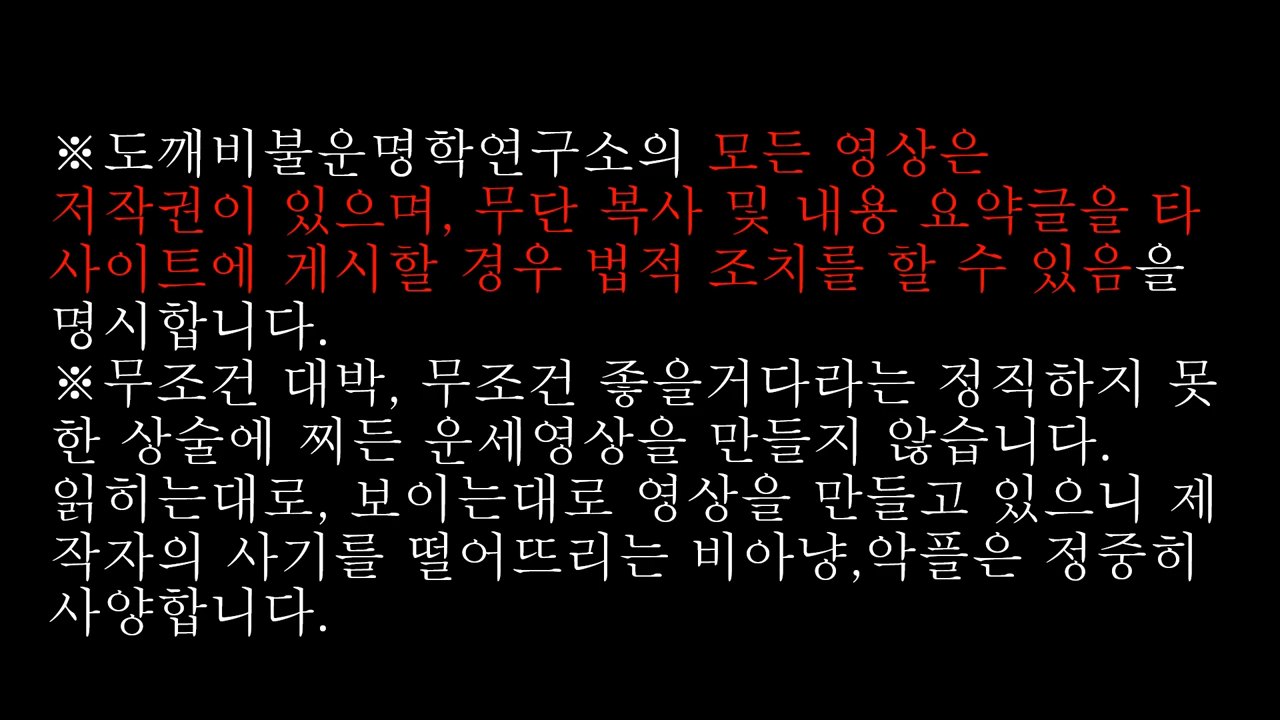 ※도깨비불운명학연구소의 모든 영상은
저작권이 있으며, 무단 복사 및 내용 요약글을 타
사이트에 게시할 경우 법적 조치를 할 수 있음을
명시합니다.
※무조건 대박, 무조건 좋을거다라는 정직하지 못
한 상술에 찌든 운세영상을 만들지 않습니다.
읽히는대로, 보이는대로 영상을 만들고 있으니 제
작자의 사기를 떨어뜨리는 비아냥,악플은 정중히
사양합니다.